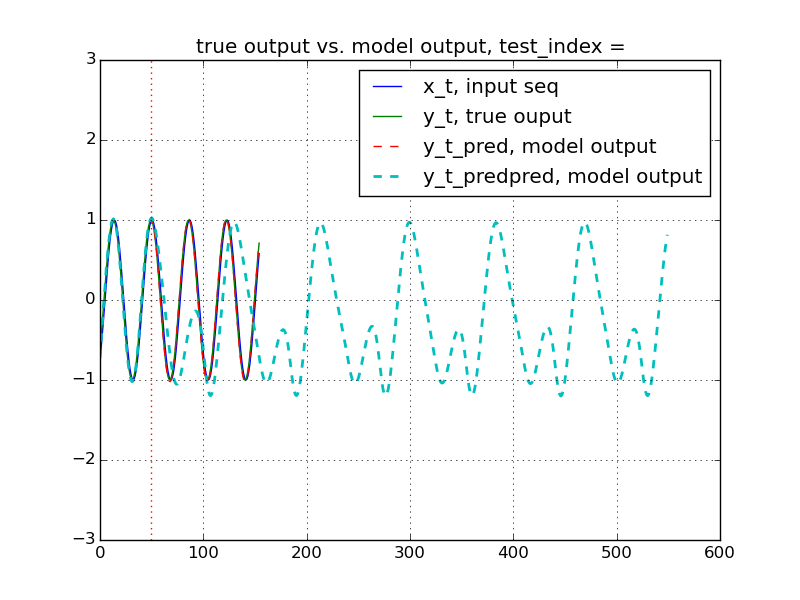 true output vs. model output, test_index =
x_t, input seq
y_t, true ouput
y_t_pred, model output
y_t_predpred, model output
3
2
1
0
−1
−2
−3
0 100 200 300 400 500 600